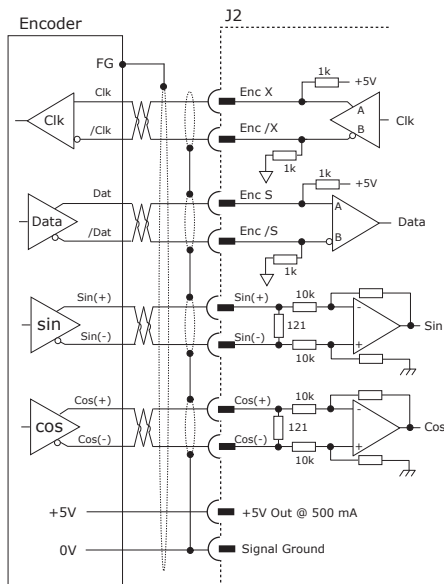 Encoder
J2
FG
Clk
Enc X
1k
+5V
A
Clk
Clk
/Clk
Enc /X
B
1k
Dat
Enc S
1k
+5V
A
Data
Data
/Dat
Enc /S
B
1k
Sin(+)
Sin(+)
10k
-
sin
121
Sin
Sin(-)
Sin(-)
10k
+
Cos(+)
Cos(+)
10k
-
cos
121
Cos
Cos(-)
Cos(-)
10k
+
+5V
+5V Out @ 500 mA
0V
Signal Ground